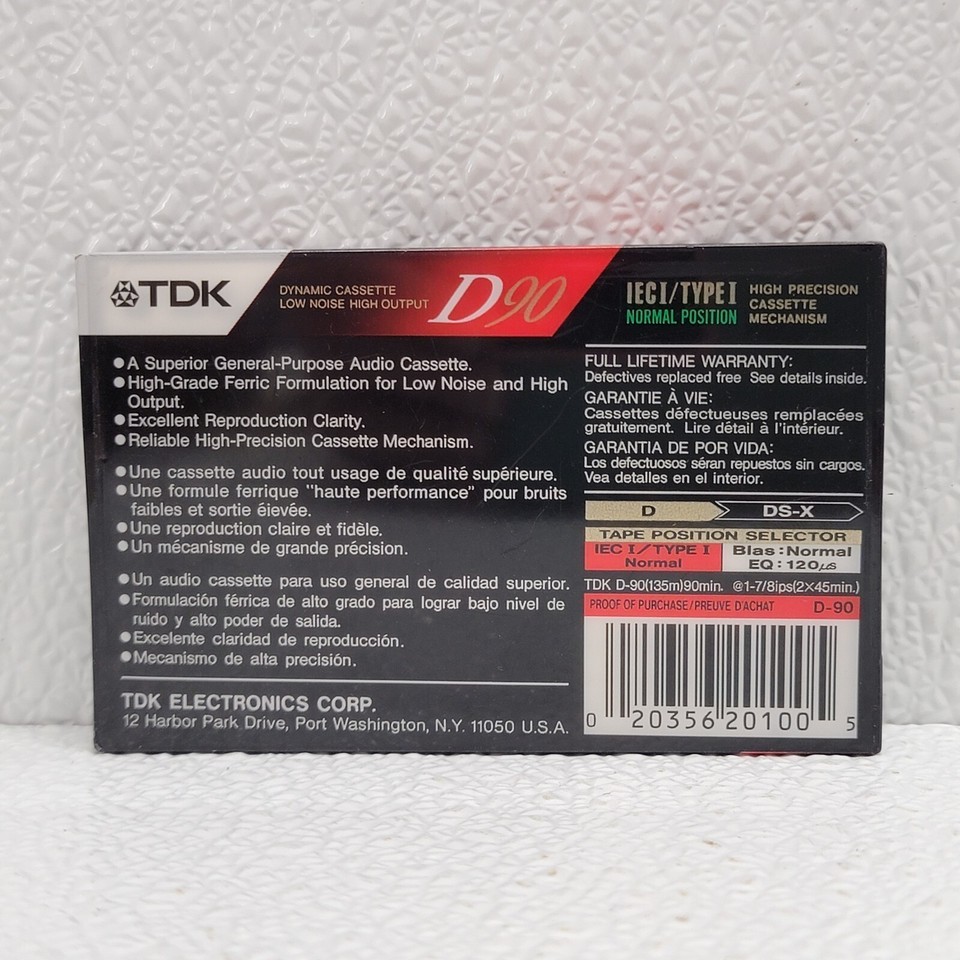 TDK
DYNAMIC CASSETTE
LOW NOISE HIGH OUTPUT
D90
IEC I/TYPE I
NORMAL POSITION
HIGH PRECISION
CASSETTE
MECHANISM
●A Superior General-Purpose Audio Cassette.
●High-Grade Ferric Formulation for Low Noise and High
Output.
●Excellent Reproduction Clarity.
●Reliable High-Precision Cassette Mechanism.
●Une cassette audio tout usage de qualité supérieure.
●Une formule ferrique "haute performance" pour bruits
faibles et sortie éievée.
●Une reproduction claire et fidèle.
●Un mécanisme de grande précision.
●Un audio cassette para uso general de calidad superior.
●Formulación férrica de alto grado para lograr bajo nivel de
ruido y alto poder de salida.
●Excelente claridad de reproducción.
●Mecanismo de alta precisión.
TDK ELECTRONICS CORP.
12 Harbor Park Drive, Port Washington, N.Y. 11050 U.S.A.
FULL LIFETIME WARRANTY:
Defectives replaced free See details inside.
GARANTIE À VIE:
Cassettes défectueuses remplacées
gratuitement. Lire détail à l'intérieur.
GARANTIA DE POR VIDA:
Los defectuosos séran repuestos sin cargos.
Vea detalles en el interior.
D DS-X
TAPE POSITION SELECTOR
IEC I/TYPE I
Normal
Bias:Normal
EQ:120μs
TDK D-90(135m)90min. @1-7/8ips(2×45min.)
PROOF OF PURCHASE/PREUVE D'ACHAT D-90
0 20356 20100 5